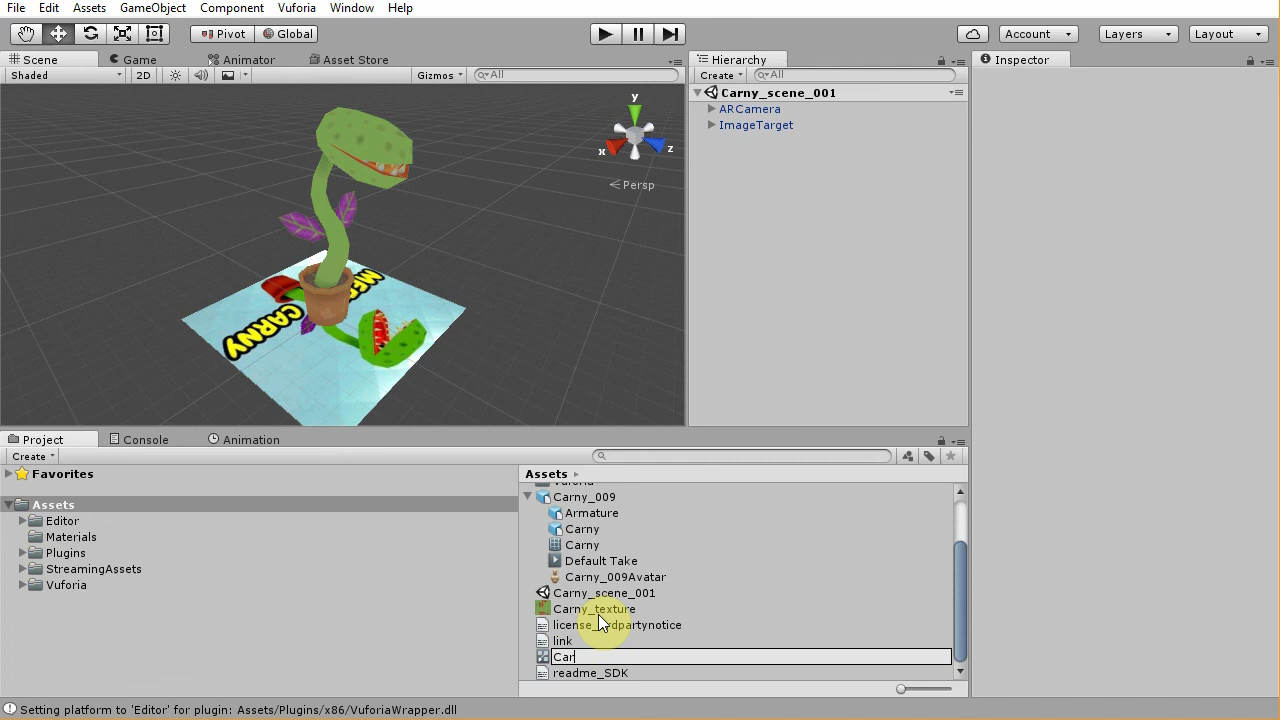 File Edit Assets GameObject Component Vuforia Window Help
Pivot Global Account Layers Layout
Scene Game Animator Asset Store Hierarchy Inspector
Shaded 2D Gizmos All Create All
Carny_scene_001
ARCamera
ImageTarget
y
x z
Persp
CARNY
Project Console Animation
Create
Favorites Assets
Assets
Editor
Materials
Plugins
StreamingAssets
Vuforia
Carny_009
Armature
Carny
Carny
Default Take
Carny_009Avatar
Carny_scene_001
Carny_texture
link
Car
readme_SDK
Setting platform to 'Editor' for plugin: Assets/Plugins/x86/VuforiaWrapper.dll